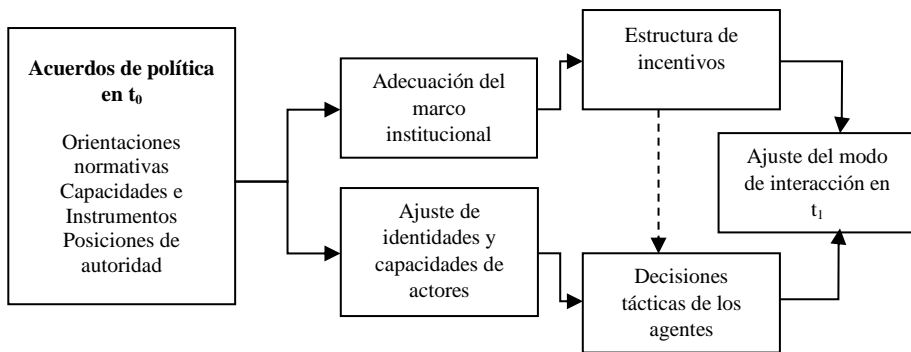 Acuerdos de política
en t₀
Orientaciones
normativas
Capacidades e
Instrumentos
Posiciones de
autoridad
Adecuación del
marco
institucional
Ajuste de
identidades y
capacidades de
actores
Estructura de
incentivos
Decisiones
tácticas de los
agentes
Ajuste del modo
de interacción en
t₁